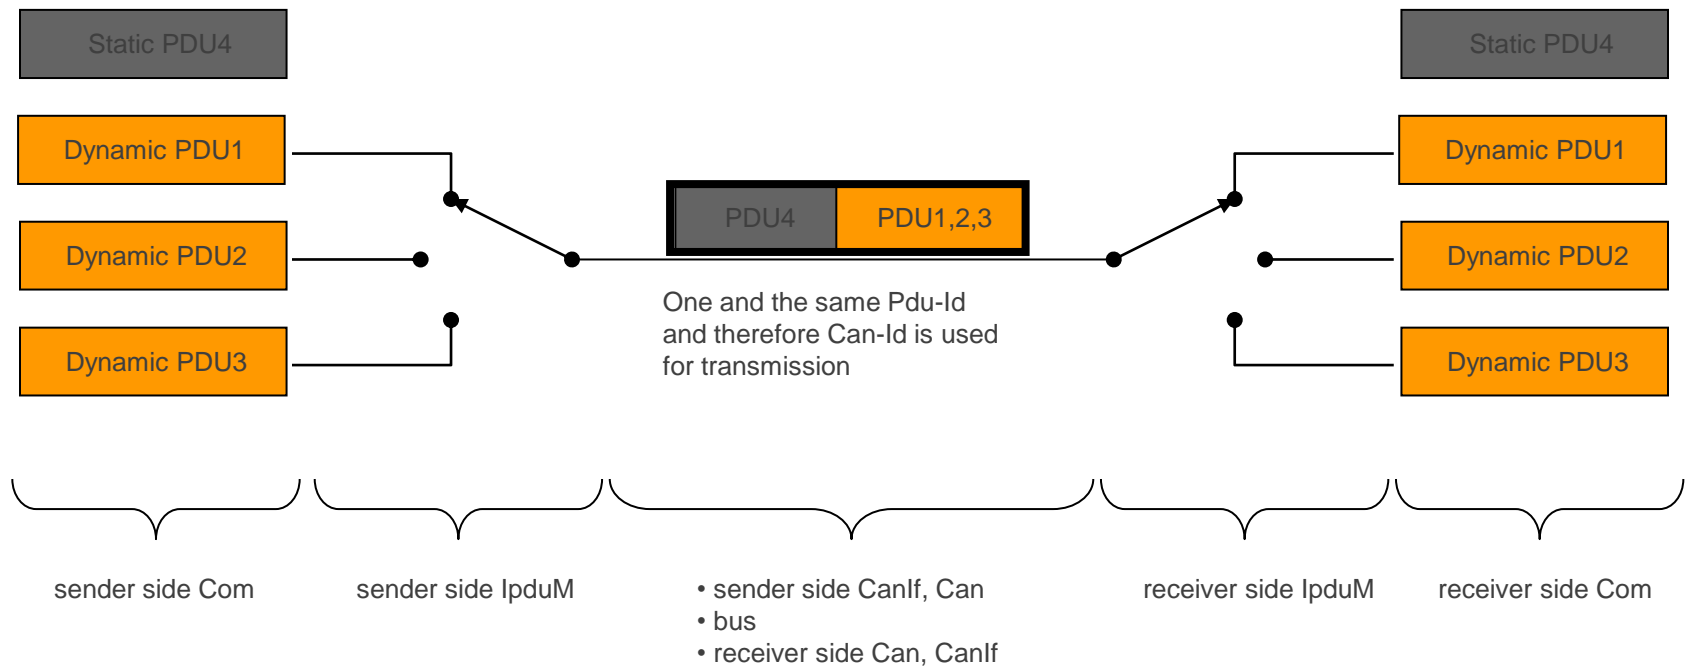 Static PDU4
Static PDU4
Dynamic PDU1
Dynamic PDU1
PDU4
PDU1,2,3
Dynamic PDU2
Dynamic PDU2
One and the same Pdu-Id
and therefore Can-Id is used
for transmission
Dynamic PDU3
Dynamic PDU3
sender side Com
sender side IpduM
• sender side CanIf, Can
• bus
• receiver side Can, CanIf
receiver side IpduM
receiver side Com